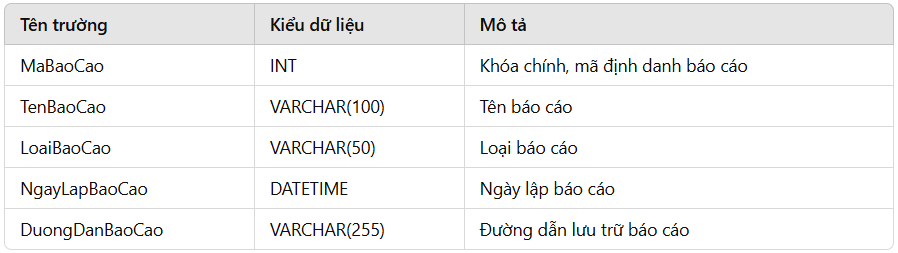 Tên trường Kiểu dữ liệu Mô tả
MaBaoCao INT Khóa chính, mã định danh báo cáo
TenBaoCao VARCHAR(100) Tên báo cáo
LoaiBaoCao VARCHAR(50) Loại báo cáo
NgayLapBaoCao DATETIME Ngày lập báo cáo
DuongDanBaoCao VARCHAR(255) Đường dẫn lưu trữ báo cáo